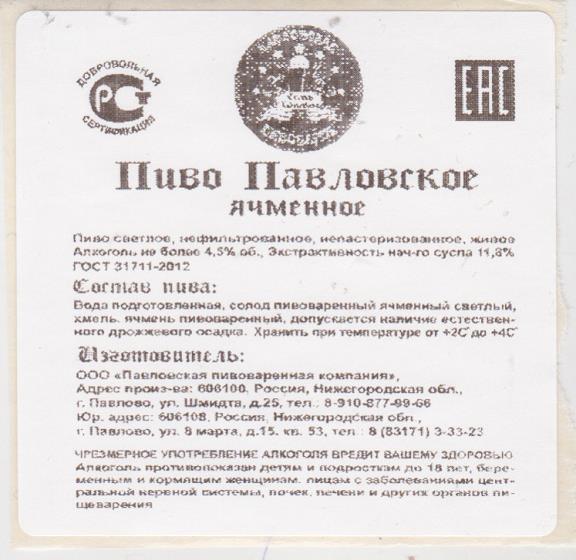 ДОБРОВОЛЬНАЯ
РСТ
СЕРТИФИКАЦИЯ
ЕАС
Пиво Павловское
ячменное
Пиво светлое, нефильтрованное, непастеризованное, живое
Алкоголь не более 4,5% об., Экстрактивность нач-го сусла 11,8%
ГОСТ 31711-2012
Состав пива:
Вода подготовленная, солод пивоваренный ячменный светлый,
хмель. ячмень пивоваренный, допускается наличие естествен-
ного дрожжевого осадка. Хранить при температуре от +2С° до +4С°
Изготовитель:
ООО «Павловская пивоваренная компания»,
Адрес произ-ва: 606100, Россия, Нижегородская обл.,
г. Павлово, ул. Шмидта, д.25, тел.: 8-910-877-99-66
Юр. адрес: 606108, Россия, Нижегородская обл.,
г. Павлово, ул. 8 марта, д.15. кв. 53, тел.: 8 (83171) 3-33-23
ЧРЕЗМЕРНОЕ УПОТРЕБЛЕНИЕ АЛКОГОЛЯ ВРЕДИТ ВАШЕМУ ЗДОРОВЬЮ
Алкоголь противопоказан детям и подросткам до 18 лет, бере-
менным и кормящим женщинам. лицам с заболеваниями цент-
ральной нервной системы, почек, печени и других органов пи-
щеварения